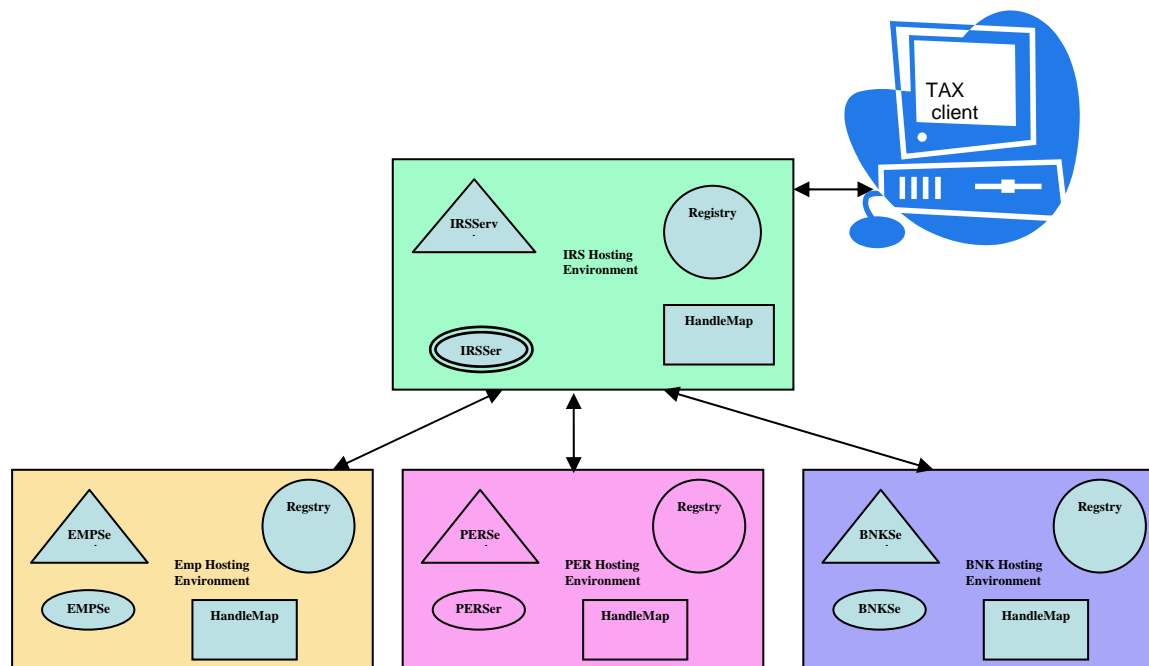 TAX
client
IRSServ
Registry
IRS Hosting
Environment
HandleMap
IRSSer
EMPSe
Regstry
Emp Hosting
Environment
EMPSe
HandleMap
PERSe
Regstry
PER Hosting
Environment
PERSer
HandleMap
BNKSe
Regstry
BNK Hosting
Environment
BNKSe
HandleMap